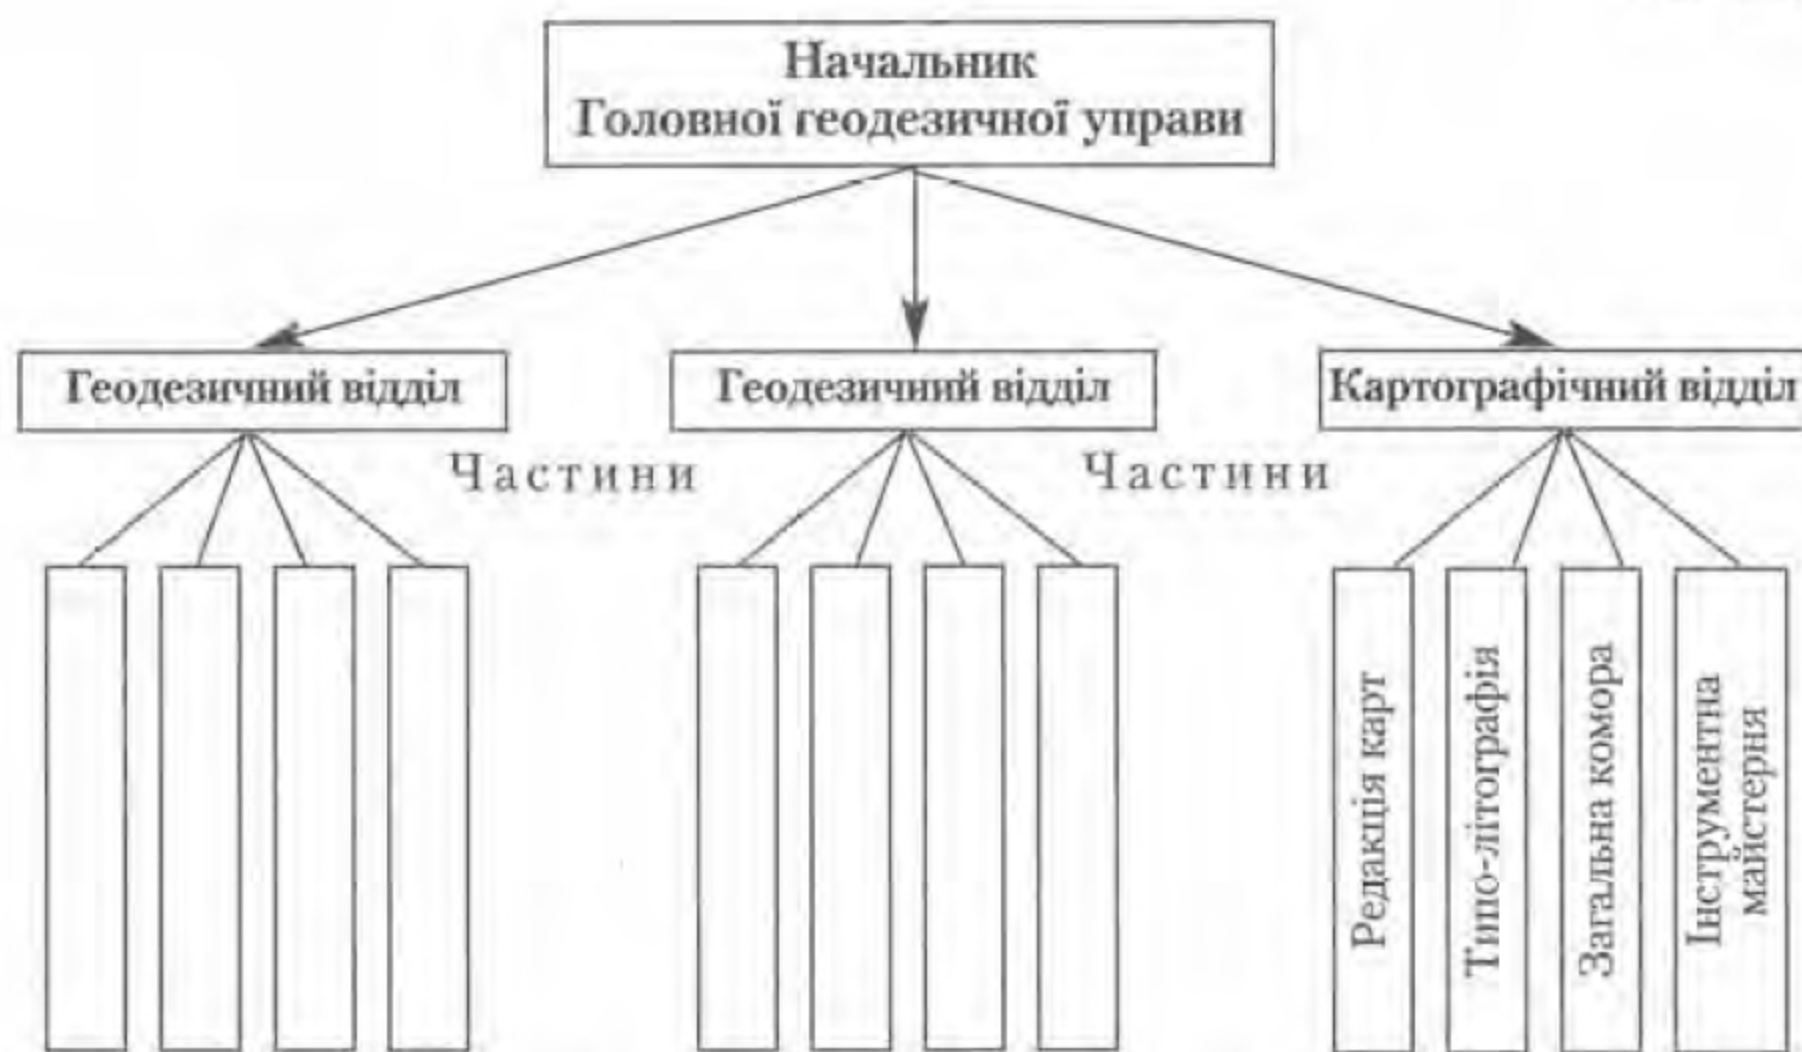 Начальник
Головної геодезичної управи
Геодезичний відділ
Геодезичний відділ
Картографічний відділ
Частини
Частини
Редакція карт
Типо-літографія
Загальна комора
Інструментна
майстерня